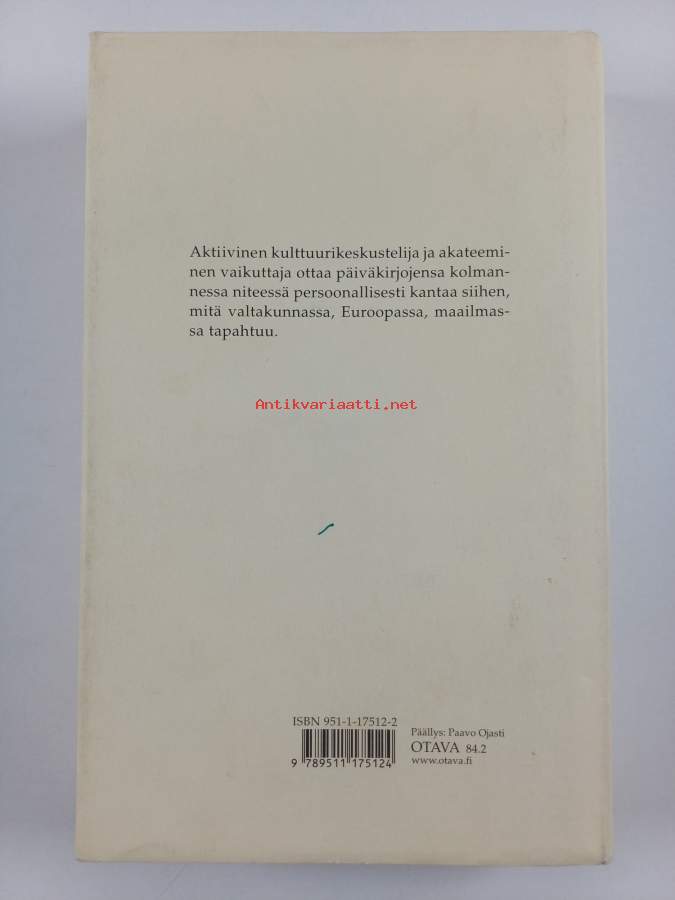 Aktiivinen kulttuurikeskustelija ja akateemi-
nen vaikuttaja ottaa päiväkirjojensa kolman-
nessa niteessä persoonallisesti kantaa siihen,
mitä valtakunnassa, Euroopassa, maailmas-
sa tapahtuu.
Antikvariaatti.net
ISBN 951-1-17512-2
9 789511 175124
Päällys: Paavo Ojasti
OTAVA 84.2
www.otava.fi